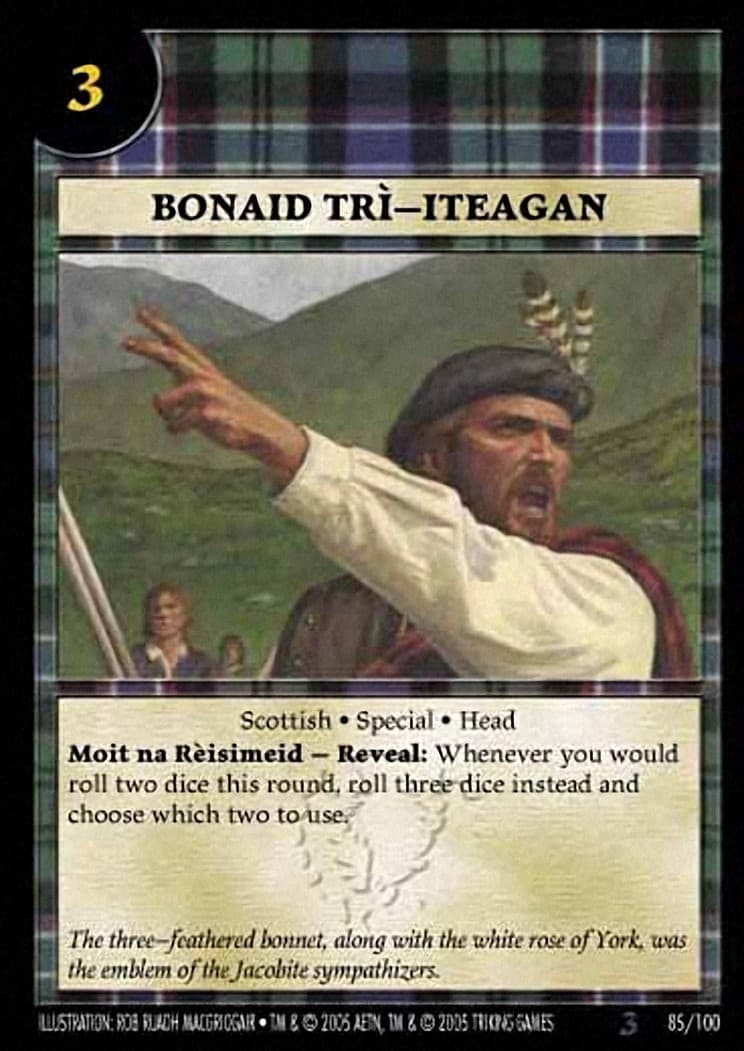 3
BONAID TRÌ–ITEAGAN
Scottish • Special • Head
Moit na Rèisimeid – Reveal: Whenever you would
roll two dice this round, roll three dice instead and
choose which two to use.
The three–feathered bonnet, along with the white rose of York, was
the emblem of the Jacobite sympathizers.
ILLUSTRATION: ROB RUADH MACGRIOGAIR • TM & © 2005 AETN, TM & © 2005 TRIKING GAMES 3 85/100